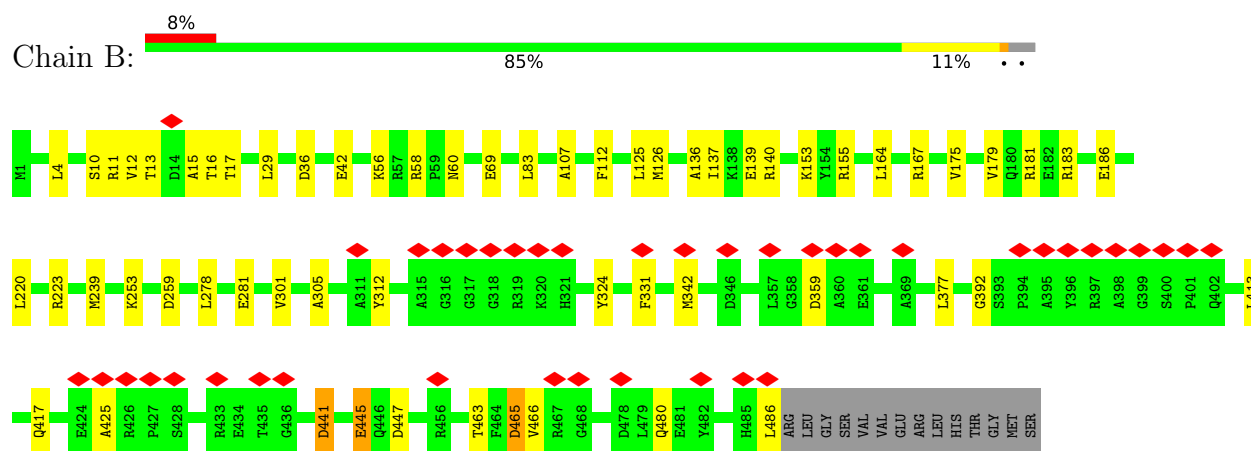 8%
Chain B:
85% 11% • •
M1 L4 S10 R11 V12 T13 D14 A15 T16 T17 L29 D36 E42 K56 R57 R58 P59 N60 E69 L83 A107 F112 L125 M126 A136 I137 K138 E139 R140 K153 Y154 R155 L164 R167 V175 V179 Q180 R181 E182 R183 E186
L220 R223 M239 K253 D259 L278 E281 V301 A305 A311 Y312 A315 G316 G317 G318 R319 K320 H321 Y324 F331 M342 D346 L357 G358 D359 A360 E361 A369 L377 G392 S393 P394 A395 Y396 R397 A398 G399 S400 P401 Q402
Q417 E424 A425 R426 P427 S428 R433 E434 T435 G436 D441 E445 Q446 D447 R456 T463 F464 D465 V466 R467 G468 D478 L479 Q480 E481 Y482 H485 L486 ARG LEU GLY SER VAL VAL GLU ARG LEU HIS THR GLY MET SER